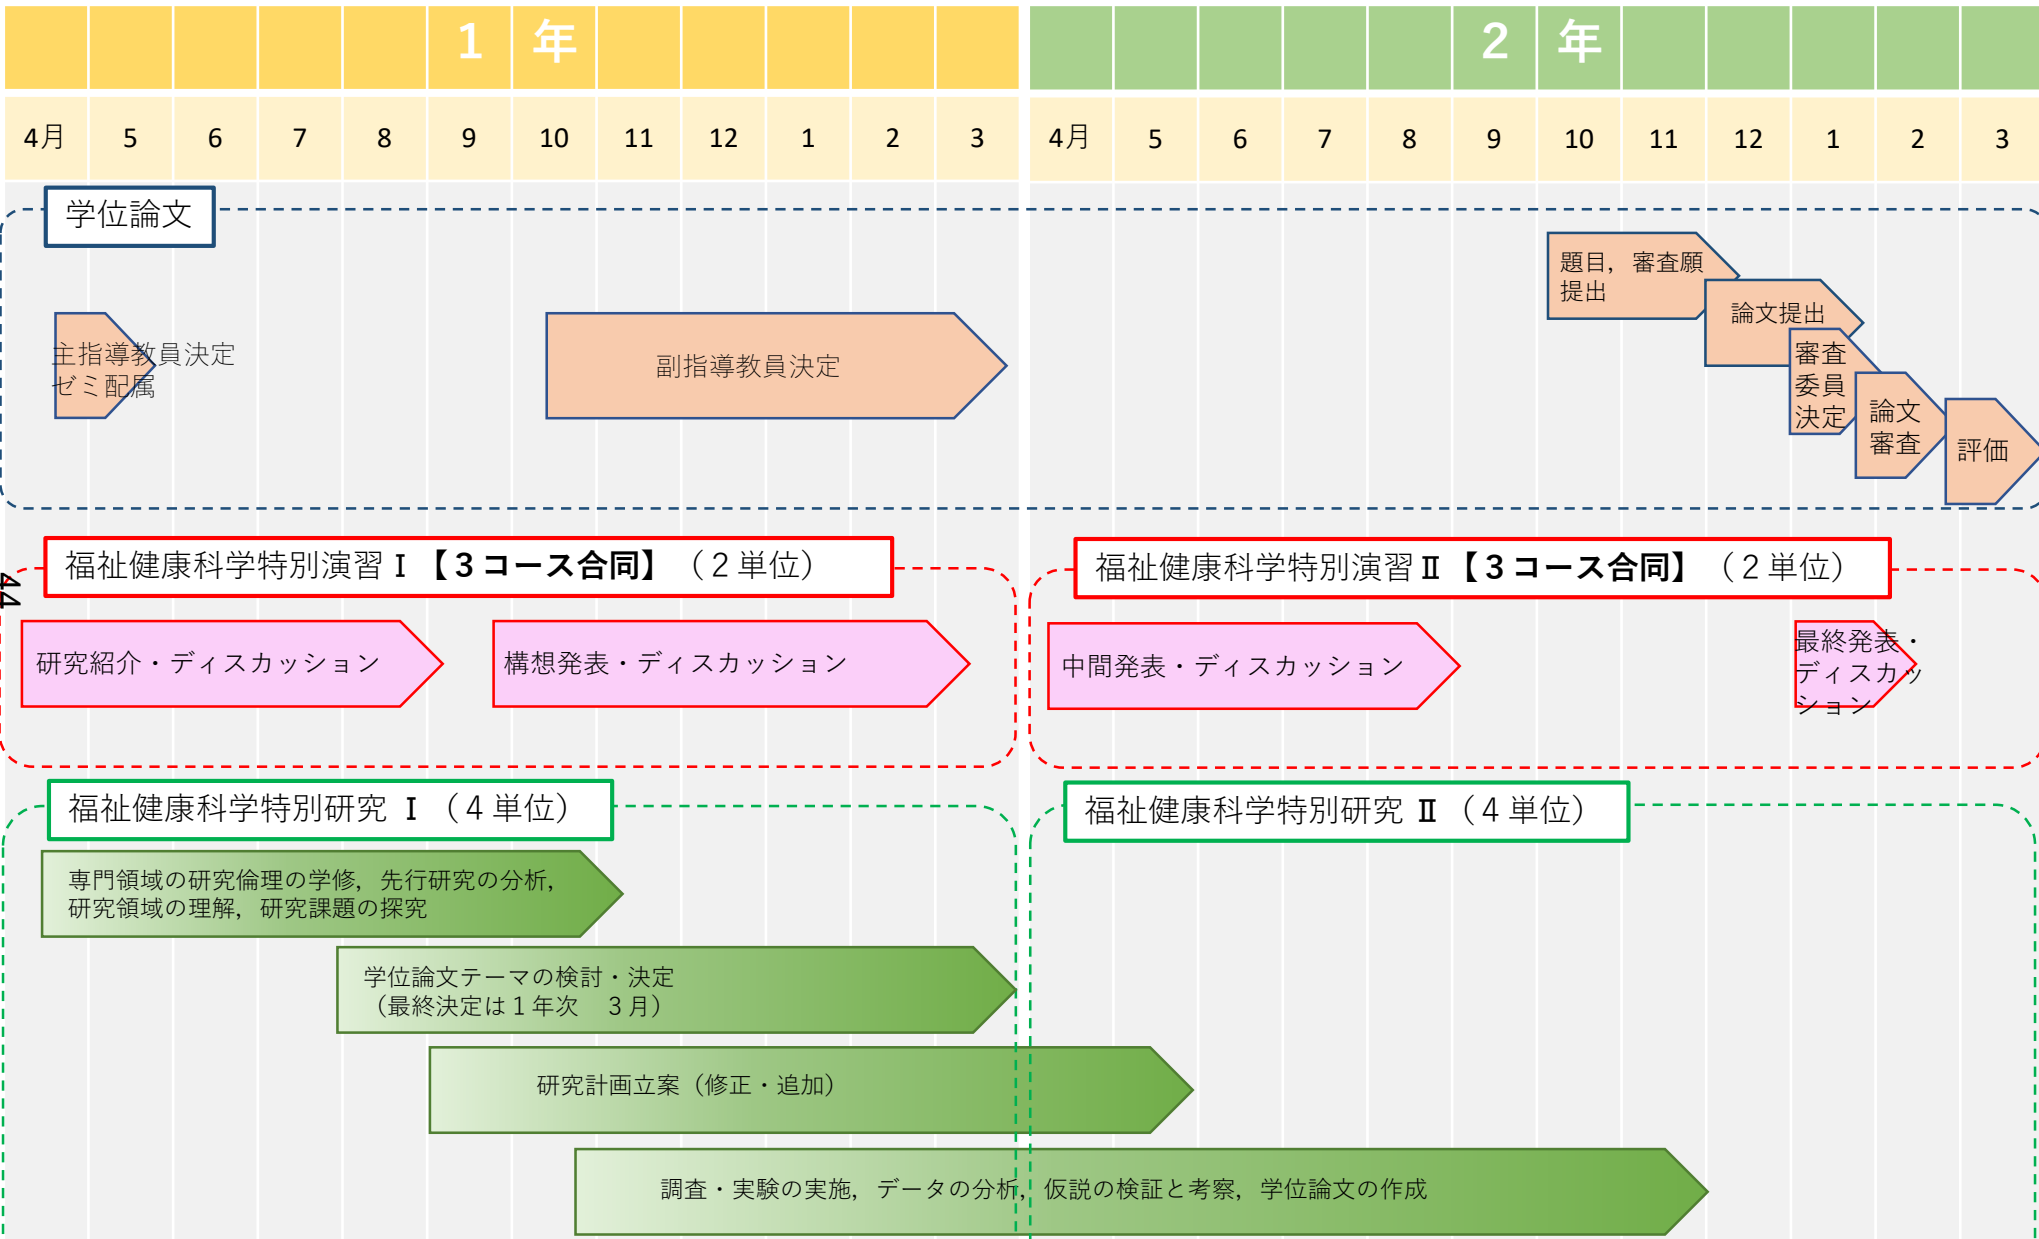 1 年
2 年
4月 5 6 7 8 9 10 11 12 1 2 3 4月 5 6 7 8 9 10 11 12 1 2 3
学位論文
題目，審査願
提出
論文提出
主指導教員決定
ゼミ配属
副指導教員決定
審査
委員
決定
論文
審査
評価
福祉健康科学特別演習Ⅰ【３コース合同】（２単位）
福祉健康科学特別演習Ⅱ【３コース合同】（２単位）
44
研究紹介・ディスカッション
構想発表・ディスカッション
中間発表・ディスカッション
最終発表・
ディスカッ
ション
福祉健康科学特別研究 Ⅰ （４単位）
福祉健康科学特別研究 Ⅱ （４単位）
専門領域の研究倫理の学修，先行研究の分析，
研究領域の理解，研究課題の探究
学位論文テーマの検討・決定
（最終決定は１年次　３月）
研究計画立案（修正・追加）
調査・実験の実施，データの分析，仮説の検証と考察，学位論文の作成